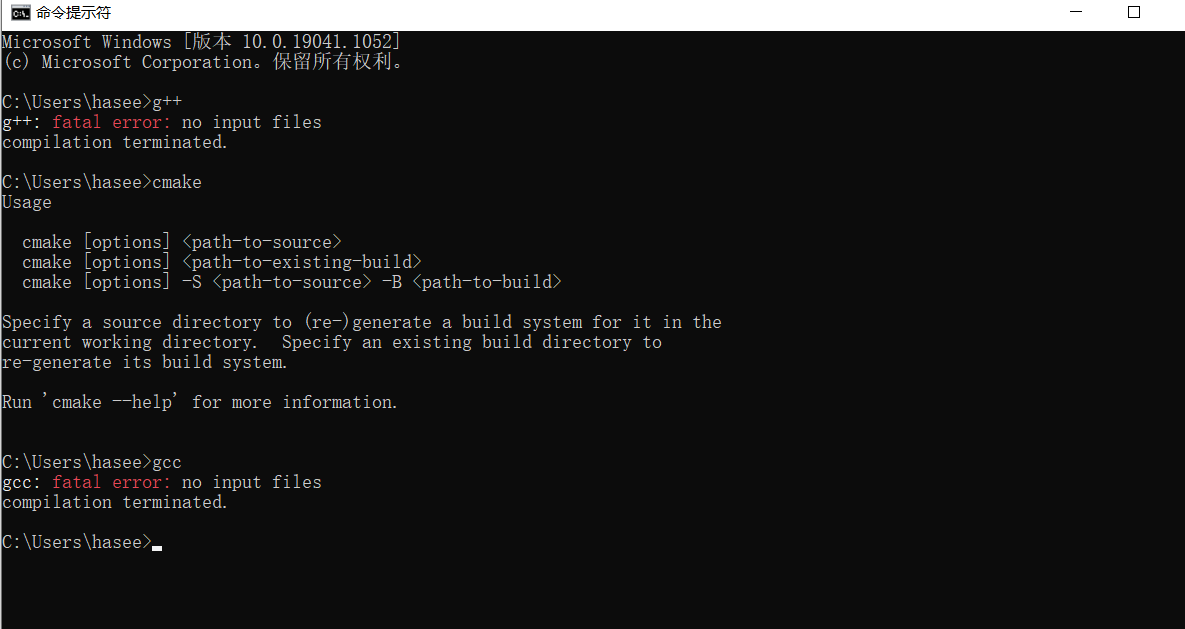 命令提示符
Microsoft Windows [版本 10.0.19041.1052]
(c) Microsoft Corporation。保留所有权利。
C:\Users\hasee>g++
g++: fatal error: no input files
compilation terminated.
C:\Users\hasee>cmake
Usage
cmake [options] <path-to-source>
cmake [options] <path-to-existing-build>
cmake [options] -S <path-to-source> -B <path-to-build>
Specify a source directory to (re-)generate a build system for it in the
current working directory.  Specify an existing build directory to
re-generate its build system.
Run 'cmake --help' for more information.
C:\Users\hasee>gcc
gcc: fatal error: no input files
compilation terminated.
C:\Users\hasee>